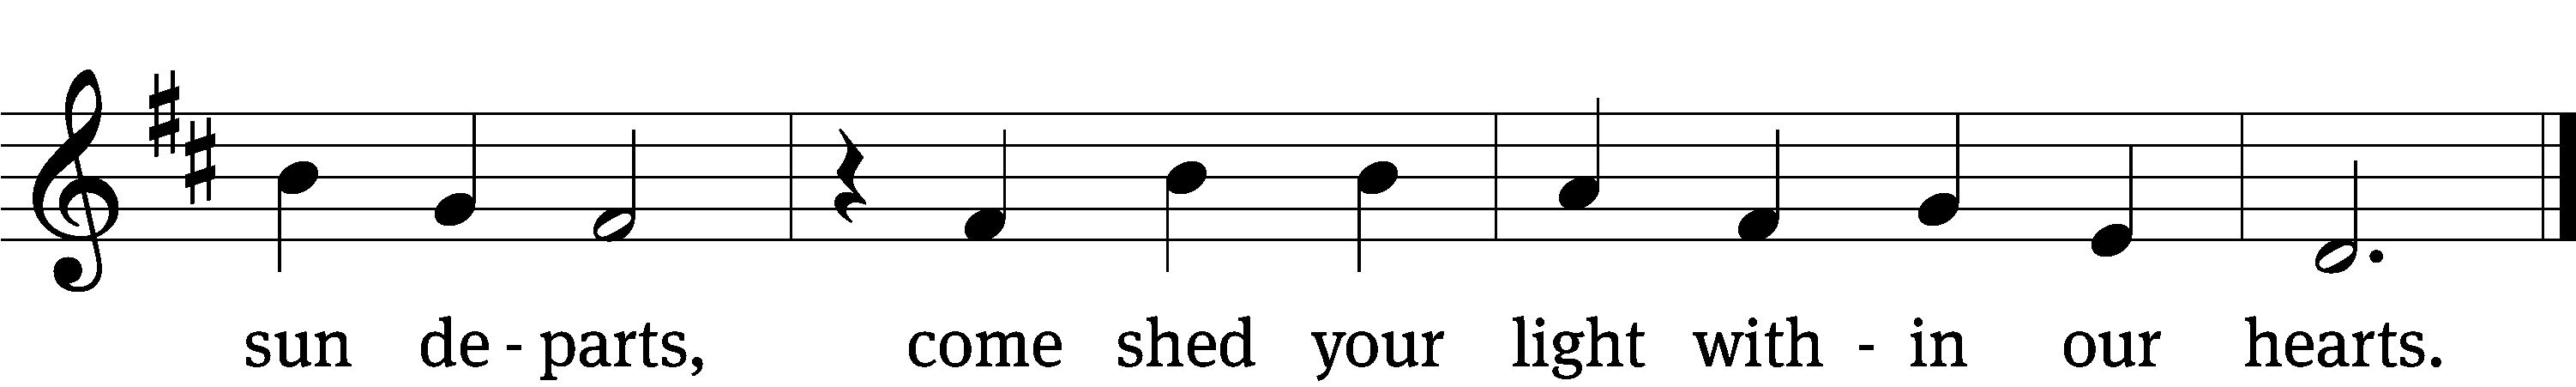 sun de - parts, come shed your light with - in our hearts.